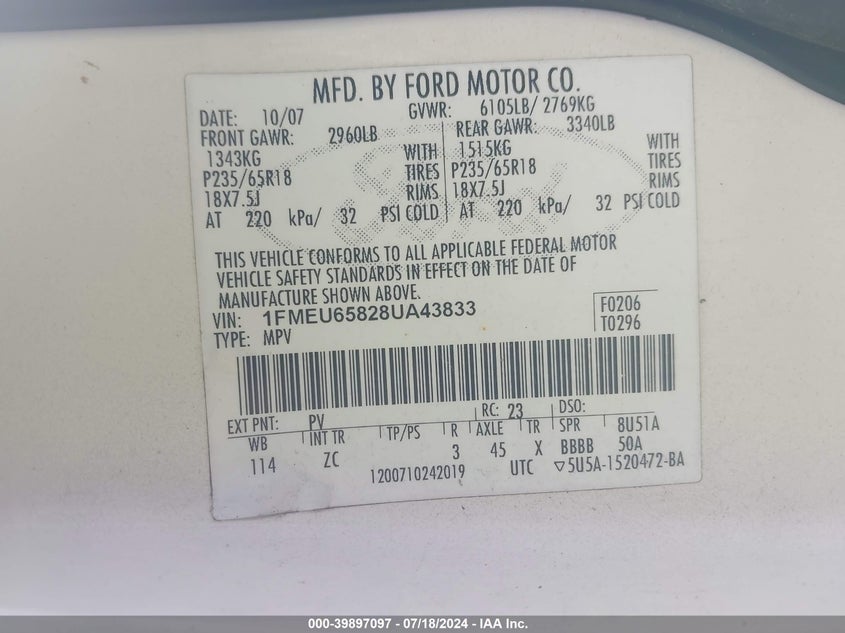 MFD. BY FORD MOTOR CO.
DATE: 10/07 GVWR: 6105LB/ 2769KG
FRONT GAWR: 2960LB REAR GAWR: 3340LB
1343KG WITH 1515KG WITH
P235/65R18 TIRES P235/65R18 TIRES
18X7.5J RIMS 18X7.5J RIMS
AT 220 kPa/ 32 PSI COLD AT 220 kPa/ 32 PSI COLD
THIS VEHICLE CONFORMS TO ALL APPLICABLE FEDERAL MOTOR
VEHICLE SAFETY STANDARDS IN EFFECT ON THE DATE OF
MANUFACTURE SHOWN ABOVE.
VIN: 1FMEU65828UA43833 F0206
TYPE: MPV T0296
EXT PNT: PV RC: 23 DSO:
WB INT TR TP/PS R AXLE TR SPR 8U51A
114 ZC 3 45 X BBBB 50A
1200710242019 UTC ▽5U5A-1520472-BA
000-39897097 - 07/18/2024 - IAA Inc.